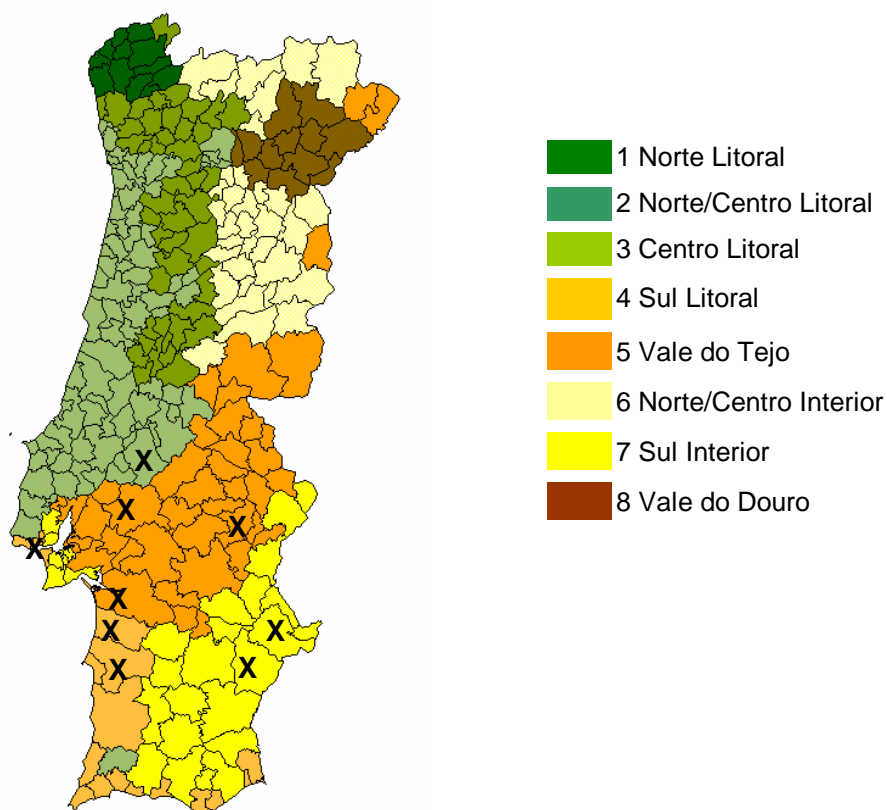 1 Norte Litoral
2 Norte/Centro Litoral
3 Centro Litoral
4 Sul Litoral
5 Vale do Tejo
6 Norte/Centro Interior
7 Sul Interior
8 Vale do Douro
X
X
X
X
X
X
X
X
X